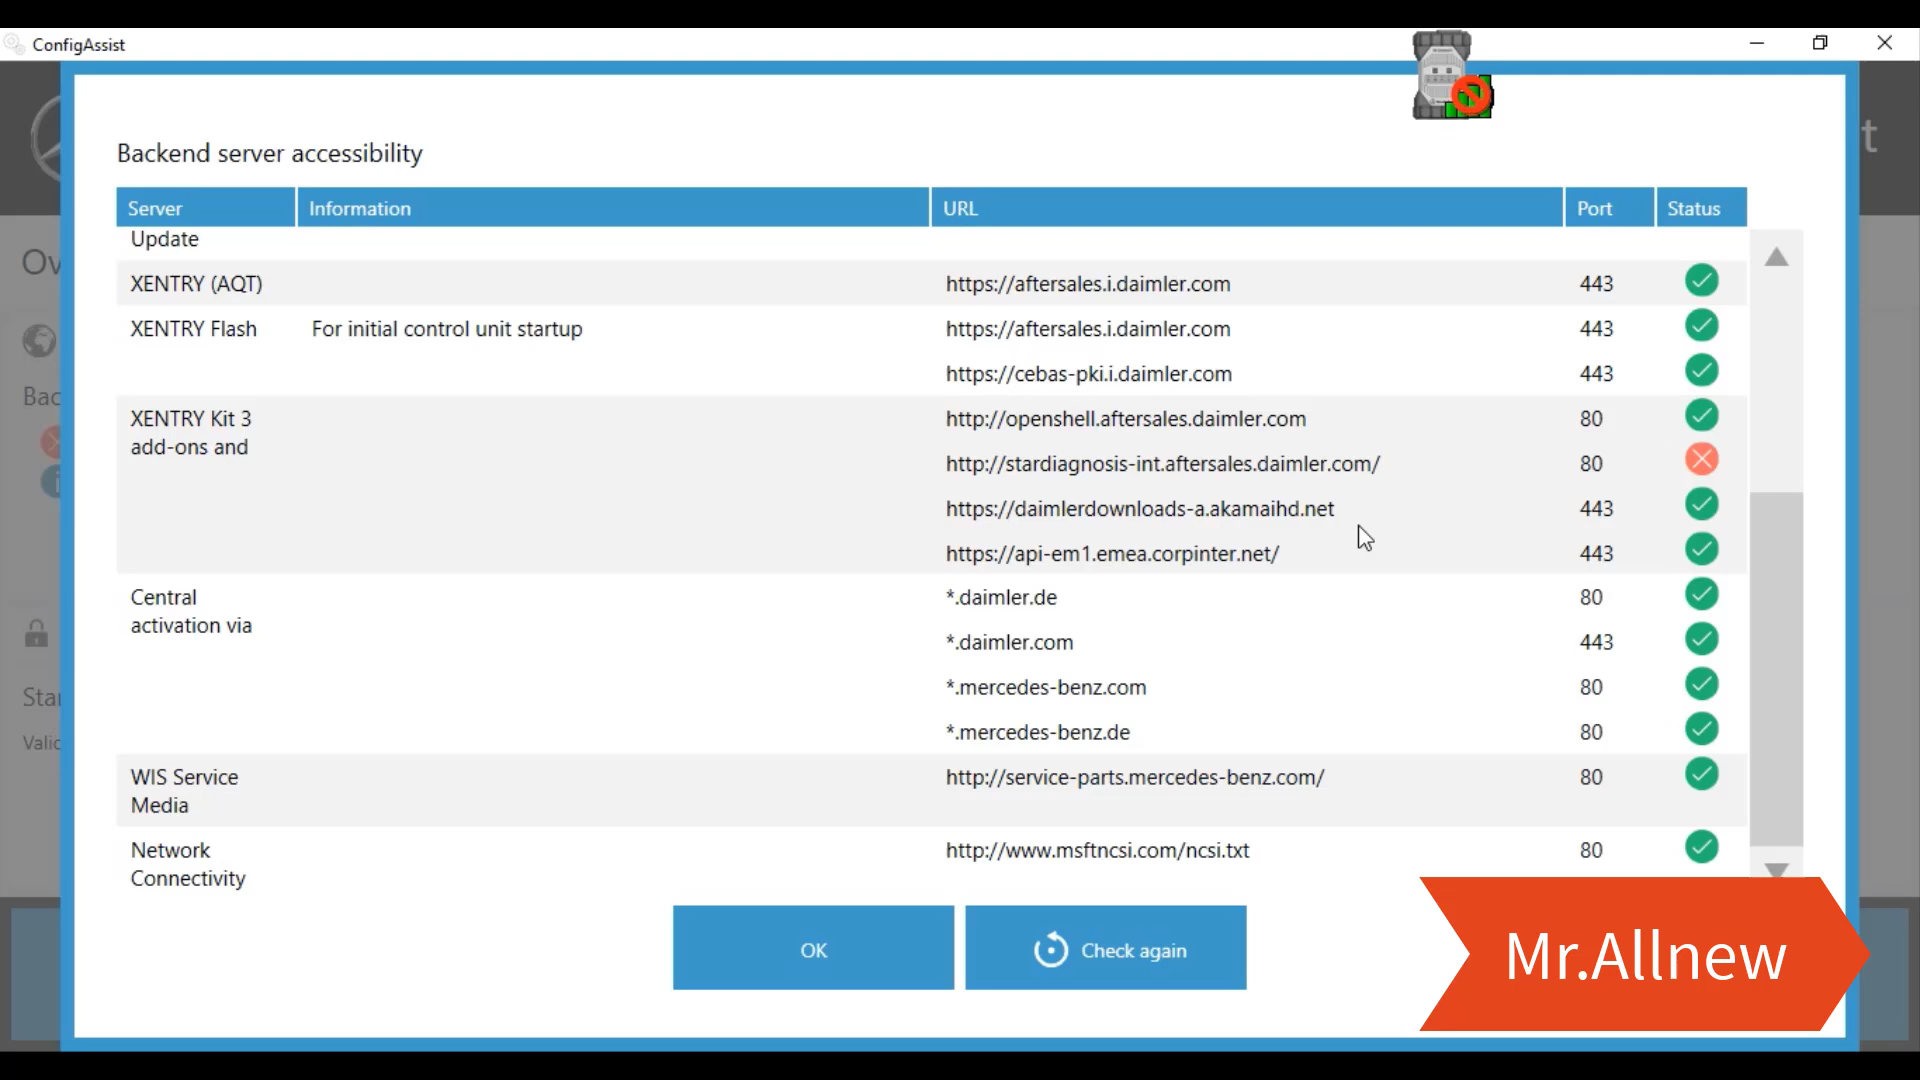 ConfigAssist
t
Backend server accessibility
Server Information URL Port Status
Update
XENTRY (AQT) https://aftersales.i.daimler.com 443
XENTRY Flash For initial control unit startup https://aftersales.i.daimler.com 443
https://cebas-pki.i.daimler.com 443
XENTRY Kit 3 http://openshell.aftersales.daimler.com 80
add-ons and
http://stardiagnosis-int.aftersales.daimler.com/ 80
https://daimlerdownloads-a.akamaihd.net 443
https://api-em1.emea.corpinter.net/ 443
Central *.daimler.de 80
activation via
*.daimler.com 443
*.mercedes-benz.com 80
*.mercedes-benz.de 80
WIS Service http://service-parts.mercedes-benz.com/ 80
Media
Network http://www.msftncsi.com/ncsi.txt 80
Connectivity
Ov
Bac
Star
Valid
OK Check again
Mr.Allnew